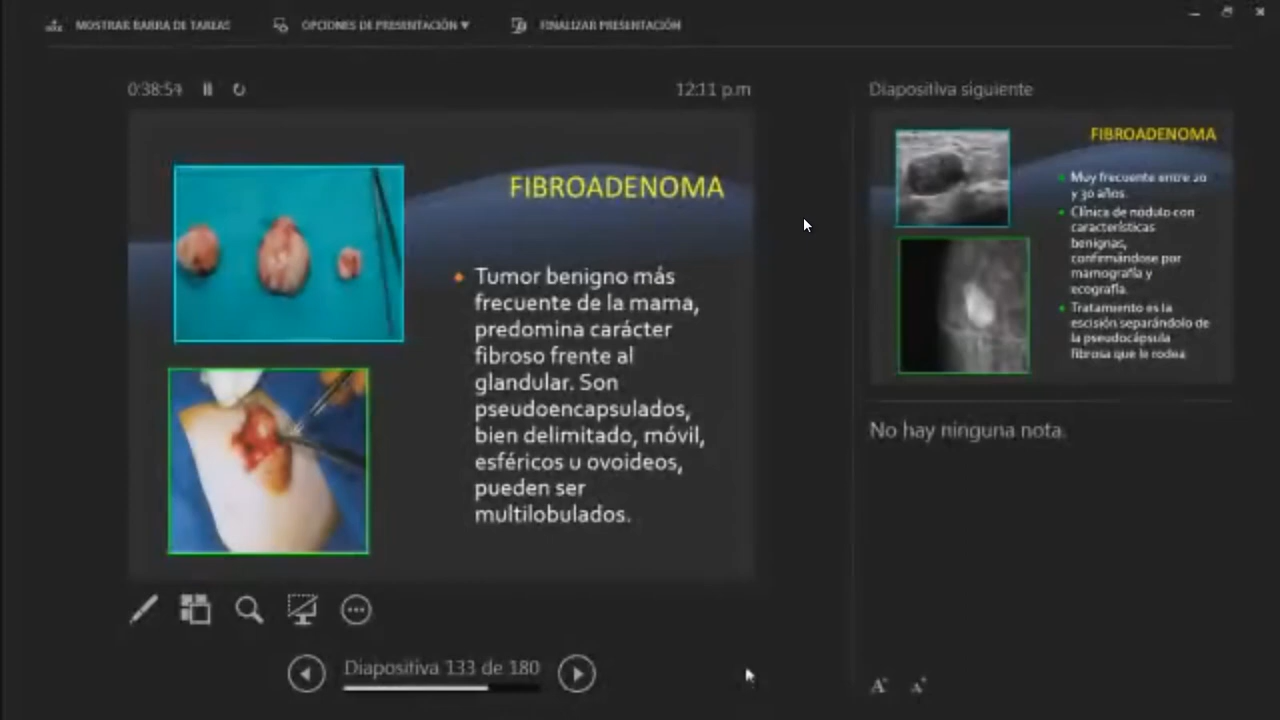 MOSTRAR BARRA DE TAREAS
OPCIONES DE PRESENTACIÓN ▼
FINALIZAR PRESENTACIÓN
0:38:54
12:11 p.m
FIBROADENOMA
Tumor benigno más
frecuente de la mama,
predomina carácter
fibroso frente al
glandular. Son
pseudoencapsulados,
bien delimitado, móvil,
esféricos u ovoideos,
pueden ser
multilobulados.
Diapositiva 133 de 180
Diapositiva siguiente
FIBROADENOMA
Muy frecuente entre 20
y 30 años.
Clínica de nódulo con
características
benignas,
confirmándose por
mamografía y
ecografía.
Tratamiento es la
escisión separándolo de
la pseudocápsula
fibrosa que le rodea
No hay ninguna nota.
A A